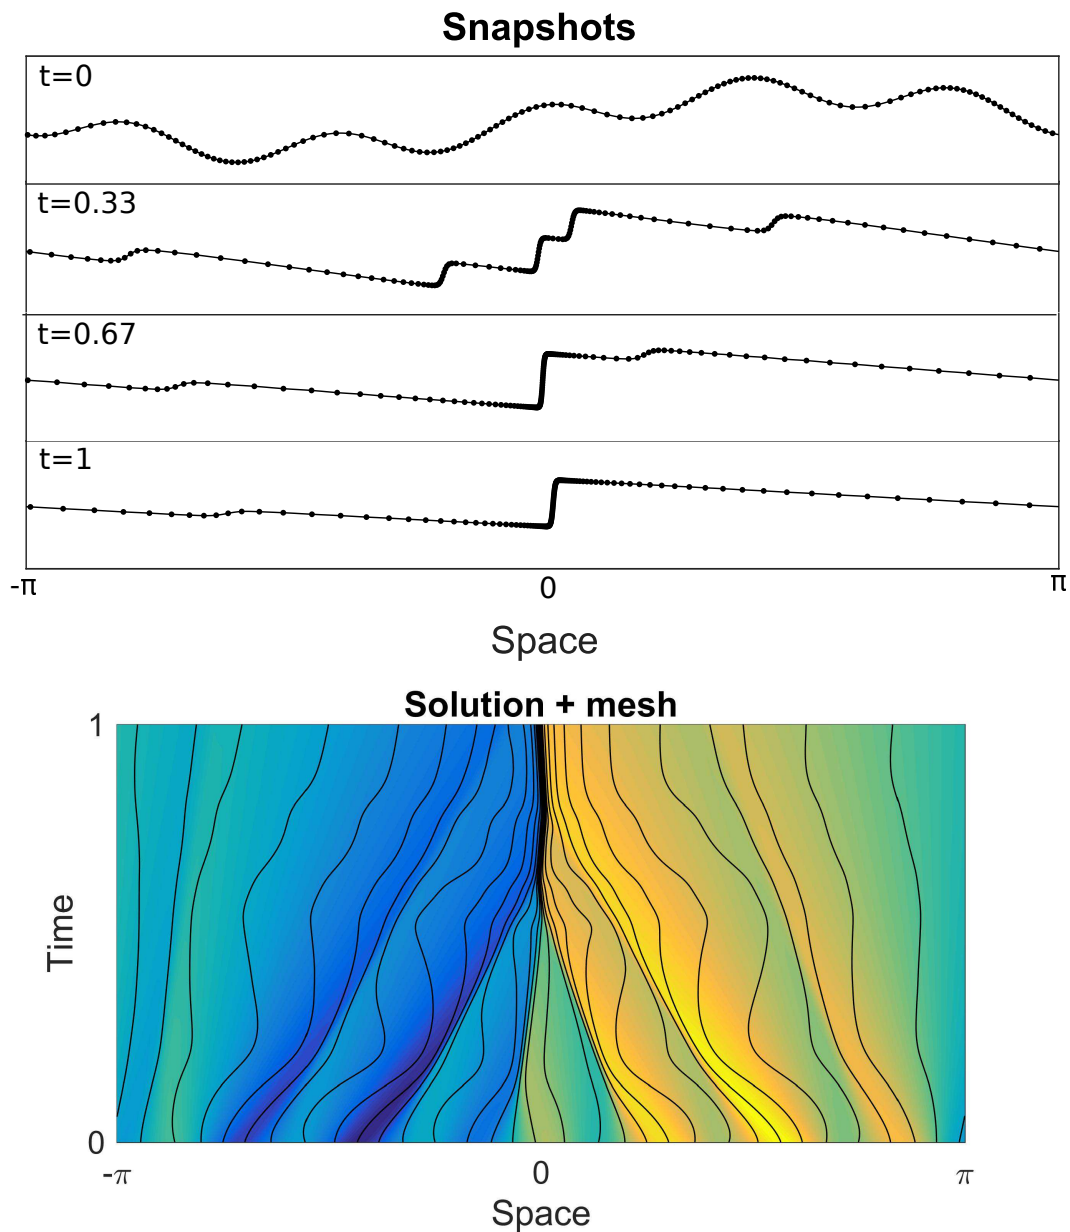 Snapshots
t=0
t=0.33
t=0.67
t=1
-π 0 π
Space
Solution + mesh
1
Time
0
-π 0 π
Space